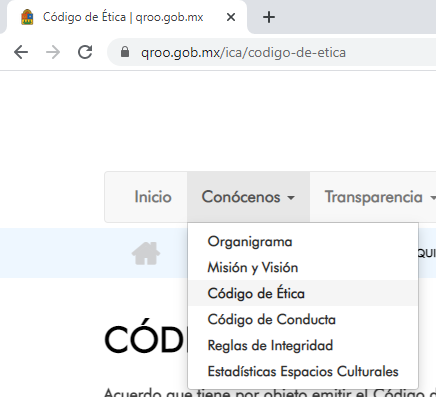 Código de Ética | qroo.gob.mx
qroo.gob.mx/ica/codigo-de-etica
Inicio Conócenos Transparencia
Organigrama
Misión y Visión
Código de Ética
Código de Conducta
Reglas de Integridad
Estadísticas Espacios Culturales
QUI
CÓD
Acuerdo que tiene por objeto emitir el Código d